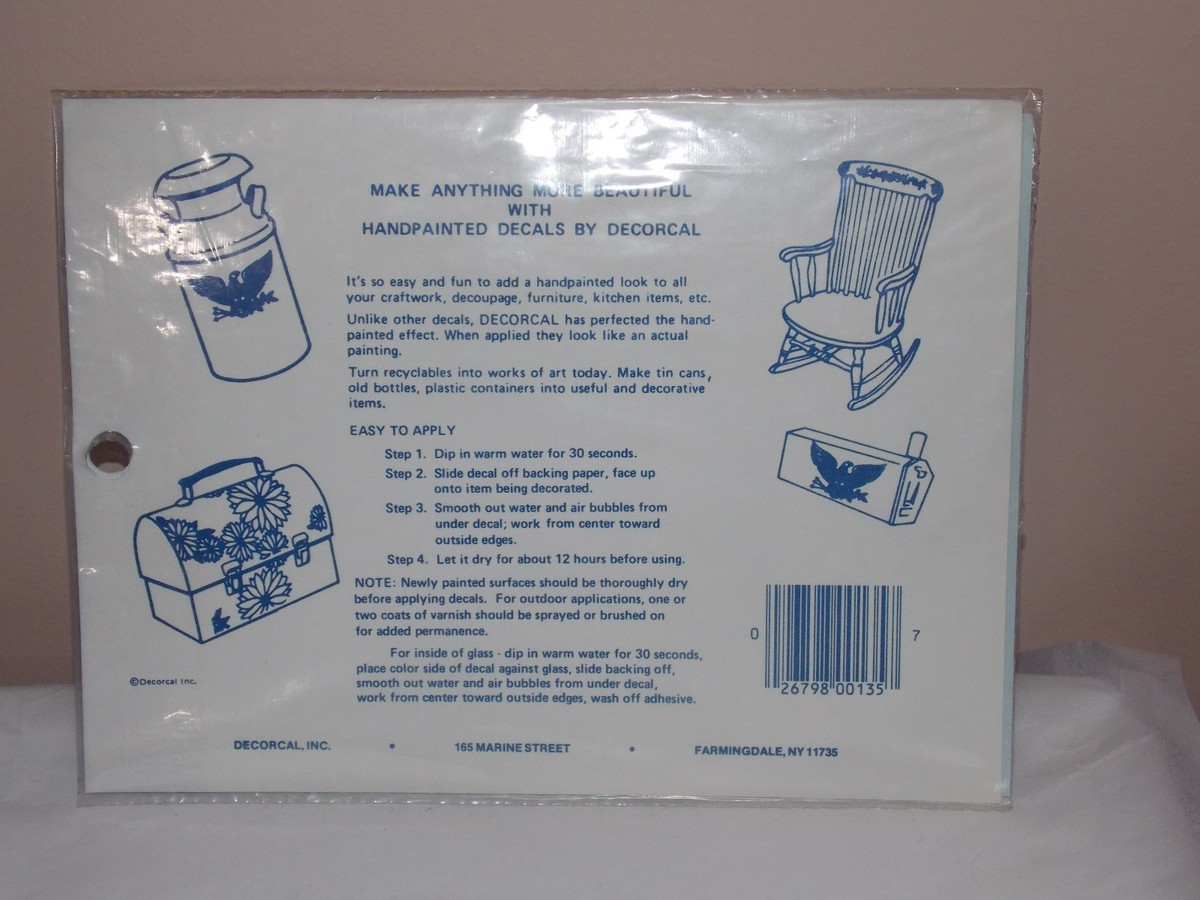 MAKE ANYTHING MORE BEAUTIFUL
WITH
HANDPAINTED DECALS BY DECORCAL
It's so easy and fun to add a handpainted look to all
your craftwork, decoupage, furniture, kitchen items, etc.
Unlike other decals, DECORCAL has perfected the hand-
painted effect. When applied they look like an actual
painting.
Turn recyclables into works of art today. Make tin cans,
old bottles, plastic containers into useful and decorative
items.
EASY TO APPLY
Step 1. Dip in warm water for 30 seconds.
Step 2. Slide decal off backing paper, face up
onto item being decorated.
Step 3. Smooth out water and air bubbles from
under decal; work from center toward
outside edges.
Step 4. Let it dry for about 12 hours before using.
NOTE: Newly painted surfaces should be thoroughly dry
before applying decals. For outdoor applications, one or
two coats of varnish should be sprayed or brushed on
for added permanence.
For inside of glass - dip in warm water for 30 seconds,
place color side of decal against glass, slide backing off,
smooth out water and air bubbles from under decal,
work from center toward outside edges, wash off adhesive.
0 26798 00135 7
©Decorcal Inc.
DECORCAL, INC. • 165 MARINE STREET • FARMINGDALE, NY 11735